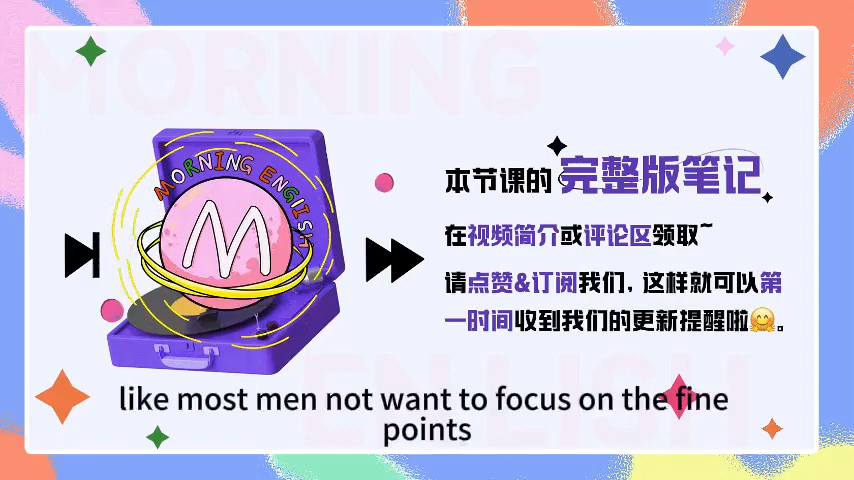 MORNING
MORNING ENGLISH
M
本节课的 完整版笔记
在视频简介或评论区领取~
请点赞&订阅我们, 这样就可以第
一时间收到我们的更新提醒啦🤗。
ENGLISH
like most men not want to focus on the fine
points